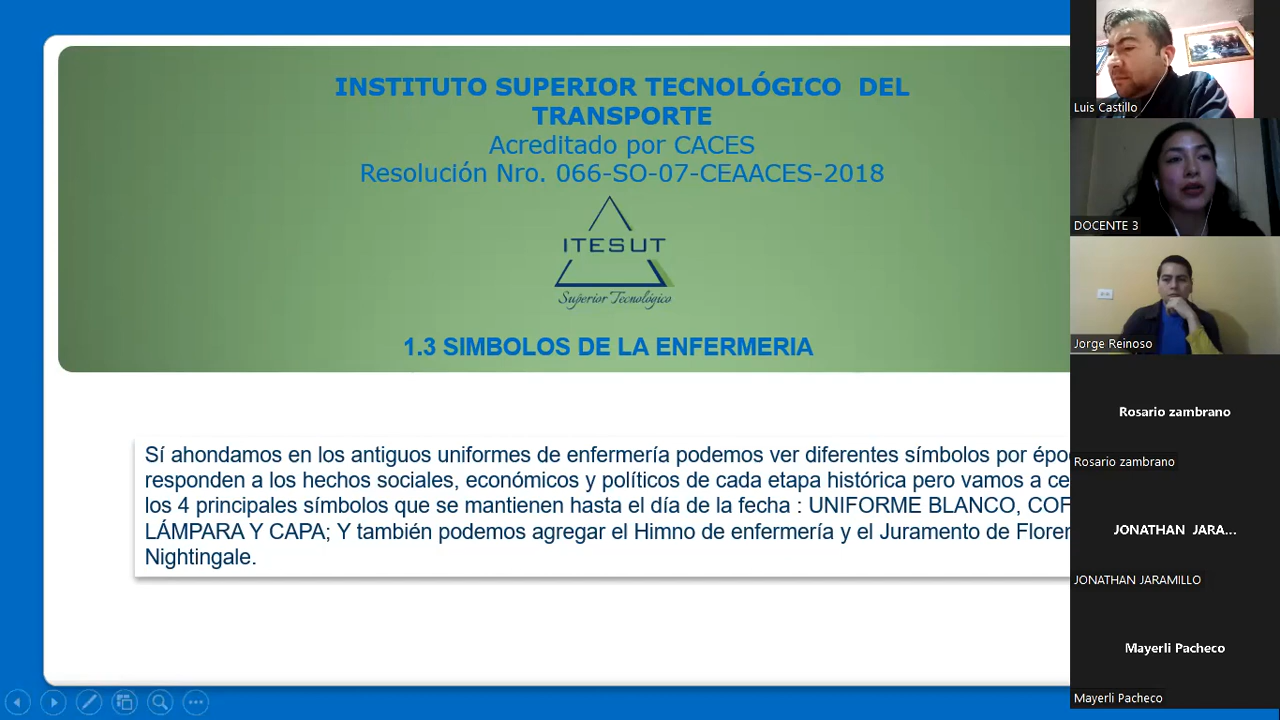 INSTITUTO SUPERIOR TECNOLÓGICO DEL
TRANSPORTE
Acreditado por CACES
Resolución Nro. 066-SO-07-CEAACES-2018
ITESUT
Superior Tecnológico
1.3 SIMBOLOS DE LA ENFERMERIA
Sí ahondamos en los antiguos uniformes de enfermería podemos ver diferentes símbolos por
responden a los hechos sociales, económicos y políticos de cada etapa histórica pero vamos a
los 4 principales símbolos que se mantienen hasta el día de la fecha : UNIFORME BLANCO,
LÁMPARA Y CAPA; Y también podemos agregar el Himno de enfermería y el Juramento de
Nightingale.
Luis Castillo
DOCENTE 3
Jorge Reinoso
Rosario zambrano
Rosario zambrano
JONATHAN JARA...
JONATHAN JARAMILLO
Mayerli Pacheco
Mayerli Pacheco